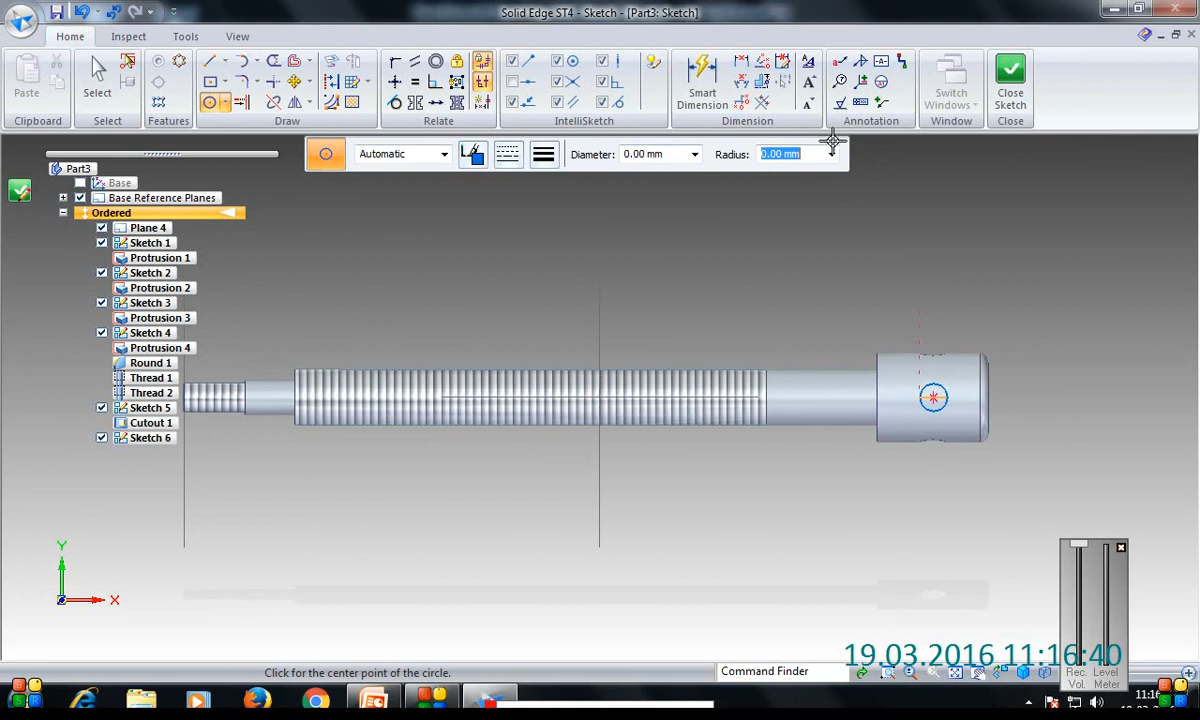 Solid Edge ST4 - Sketch - [Part3: Sketch]
Home Inspect Tools View
Paste
Select
Smart Dimension
Switch Windows
Close Sketch
Clipboard Select Features Draw Relate IntelliSketch Dimension Annotation Window Close
Automatic Diameter: 0.00 mm Radius: 0.00 mm
Part3
Base
Base Reference Planes
Ordered
Plane 4
Sketch 1
Protrusion 1
Sketch 2
Protrusion 2
Sketch 3
Protrusion 3
Sketch 4
Protrusion 4
Round 1
Thread 1
Thread 2
Sketch 5
Cutout 1
Sketch 6
Y
X
19.03.2016 11:16:40
Click for the center point of the circle.
Command Finder
Rec. Vol.
Level Meter